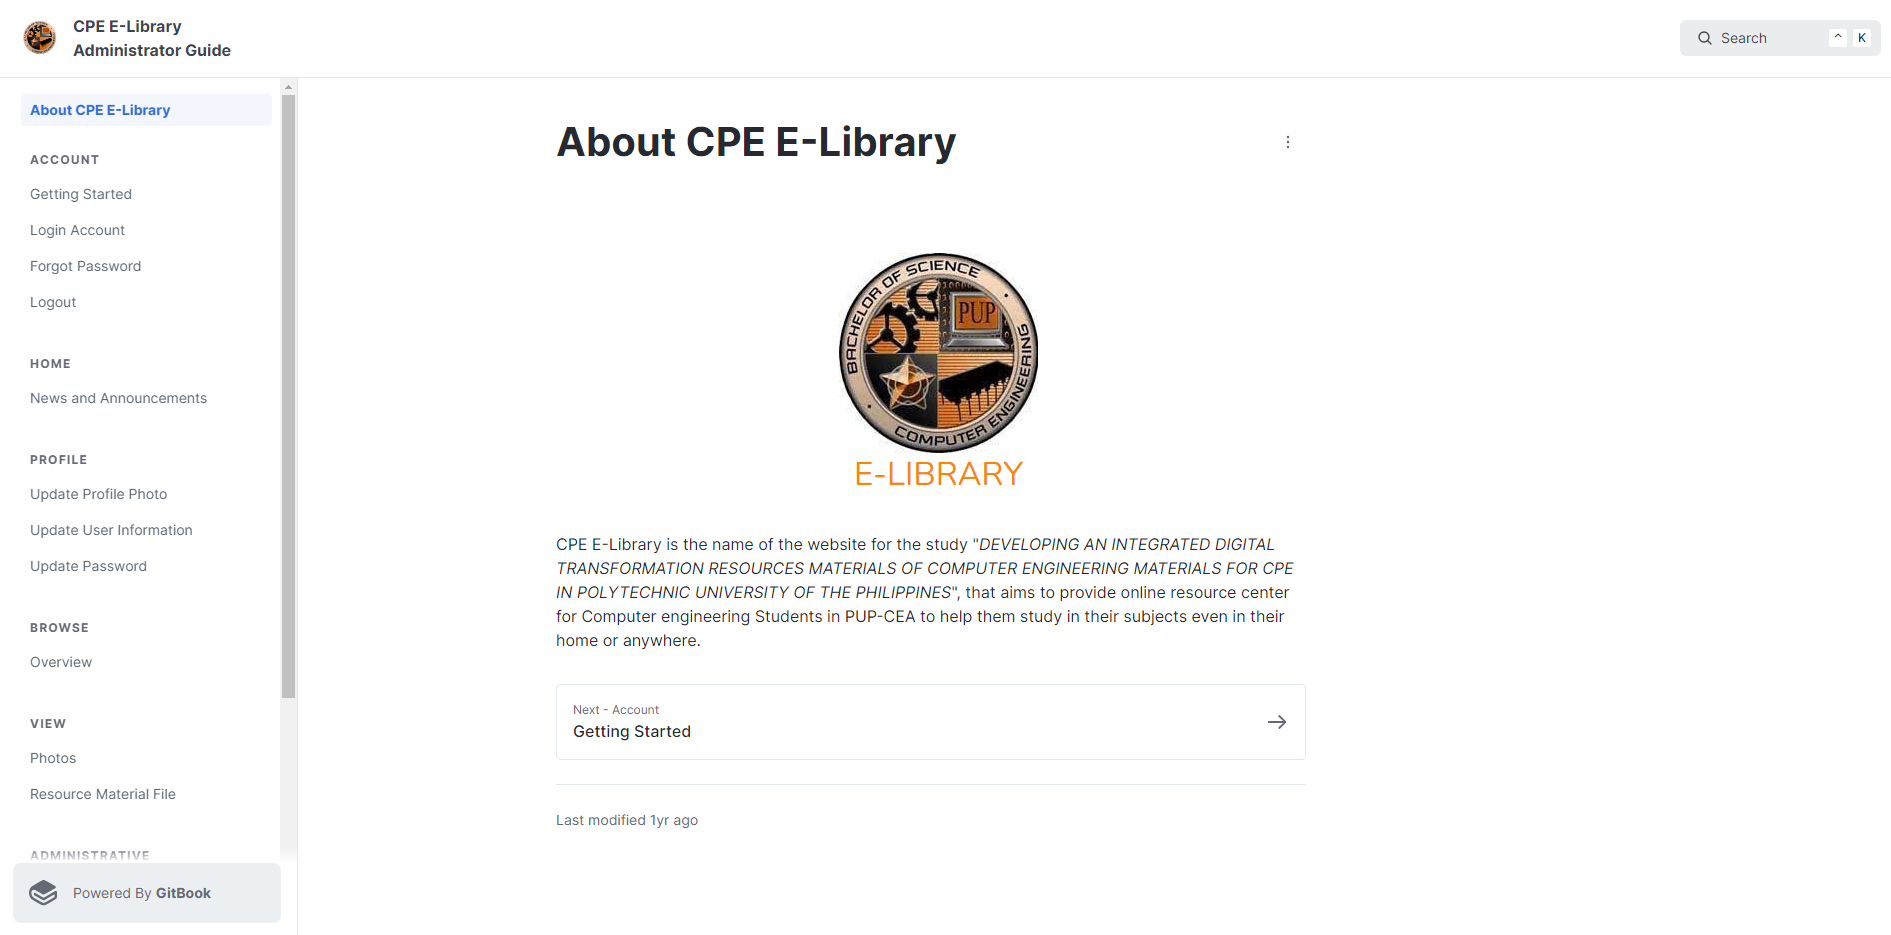 CPE E-Library
Administrator Guide
Search
^ K
About CPE E-Library
ACCOUNT
Getting Started
Login Account
Forgot Password
Logout
HOME
News and Announcements
PROFILE
Update Profile Photo
Update User Information
Update Password
BROWSE
Overview
VIEW
Photos
Resource Material File
ADMINISTRATIVE
Powered By GitBook
About CPE E-Library
BACHELOR OF SCIENCE
PUP
COMPUTER ENGINEERING
E-LIBRARY
CPE E-Library is the name of the website for the study "DEVELOPING AN INTEGRATED DIGITAL
TRANSFORMATION RESOURCES MATERIALS OF COMPUTER ENGINEERING MATERIALS FOR CPE
IN POLYTECHNIC UNIVERSITY OF THE PHILIPPINES", that aims to provide online resource center
for Computer engineering Students in PUP-CEA to help them study in their subjects even in their
home or anywhere.
Next - Account
Getting Started
Last modified 1yr ago